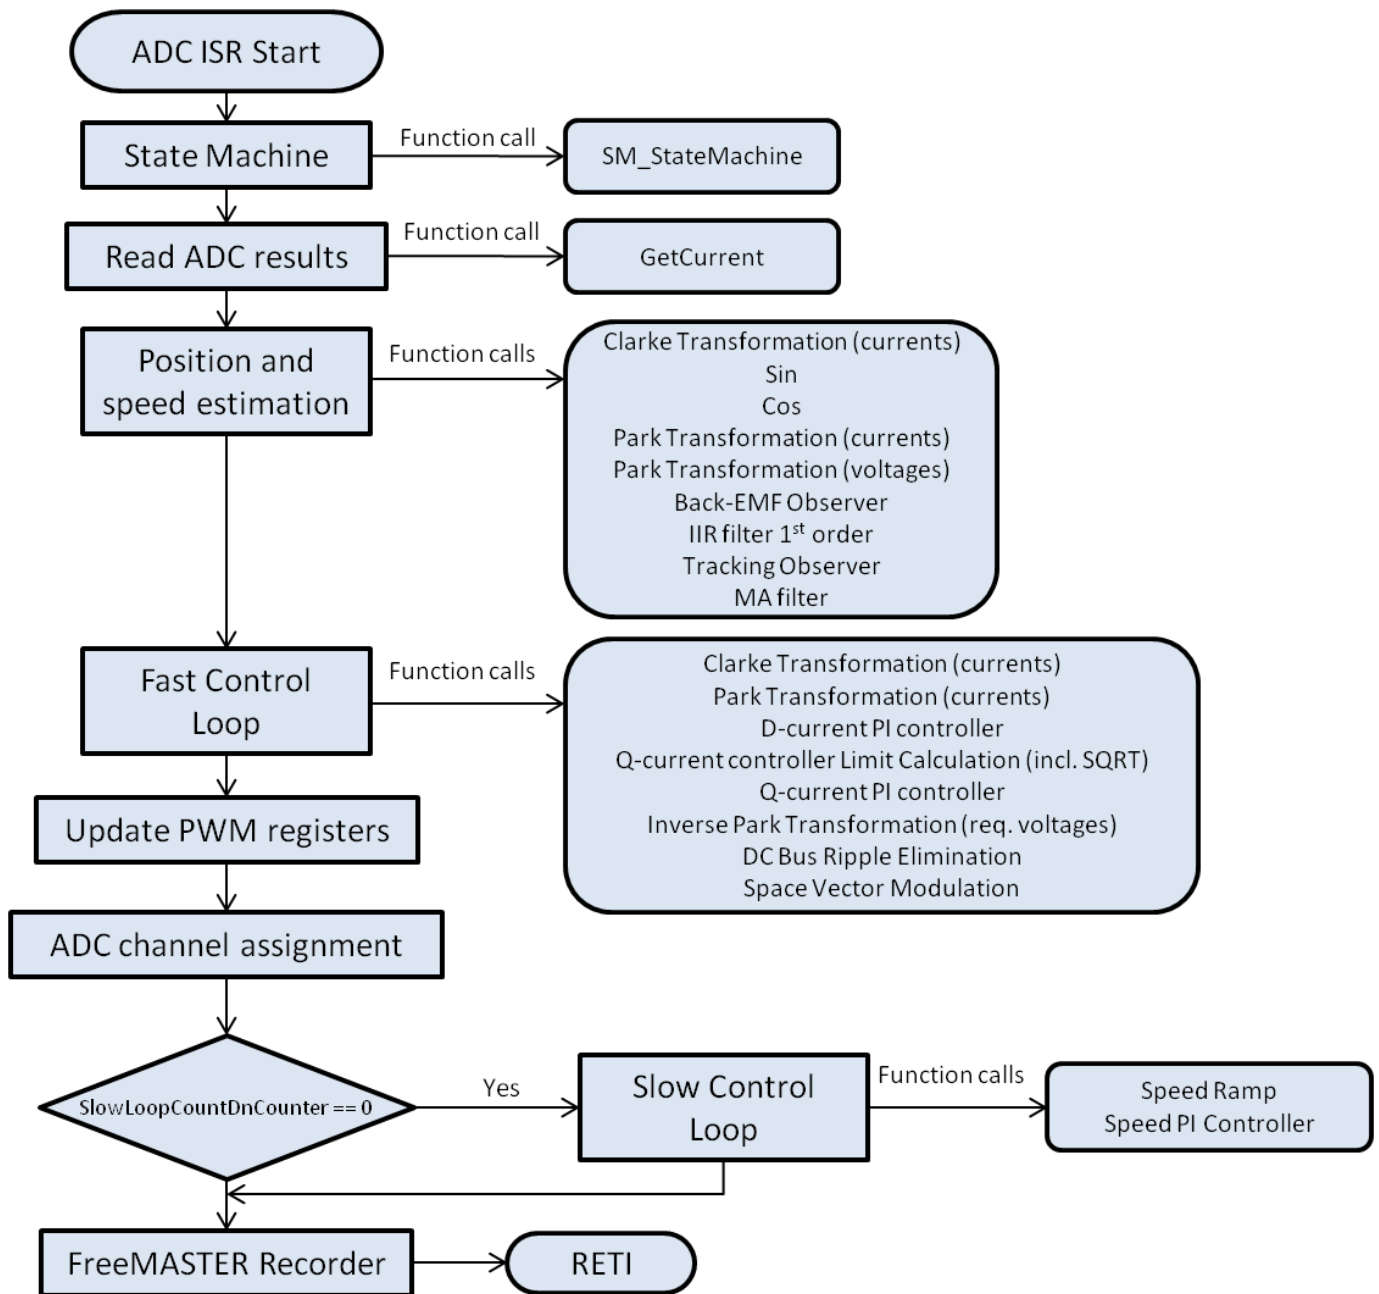 ADC ISR Start
State Machine
Function call
SM_StateMachine
Read ADC results
Function call
GetCurrent
Position and
speed estimation
Function calls
Clarke Transformation (currents)
Sin
Cos
Park Transformation (currents)
Park Transformation (voltages)
Back-EMF Observer
IIR filter 1st order
Tracking Observer
MA filter
Fast Control
Loop
Function calls
Clarke Transformation (currents)
Park Transformation (currents)
D-current PI controller
Q-current controller Limit Calculation (incl. SQRT)
Q-current PI controller
Inverse Park Transformation (req. voltages)
DC Bus Ripple Elimination
Space Vector Modulation
Update PWM registers
ADC channel assignment
SlowLoopCountDnCounter == 0
Yes
Slow Control
Loop
Function calls
Speed Ramp
Speed PI Controller
FreeMASTER Recorder
RETI